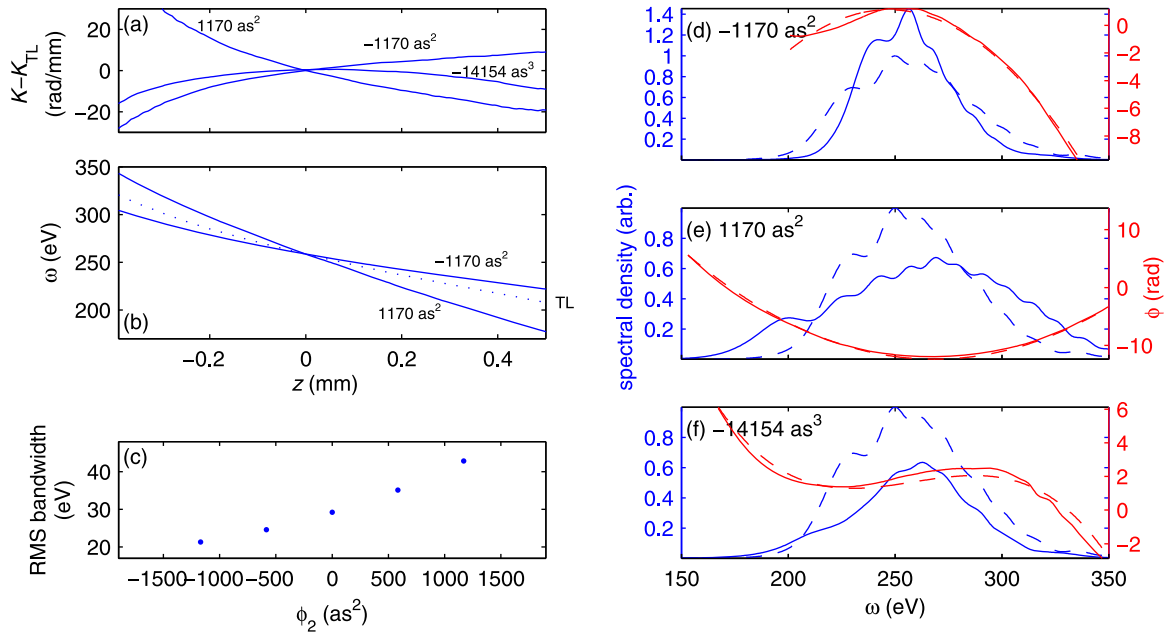 (a)
1170 as²
−1170 as²
−14154 as³
K−K_TL
(rad/mm)
20
0
−20
(b)
350
300
250
200
ω (eV)
−1170 as²
1170 as²
TL
−0.2
0
0.2
0.4
z (mm)
(c)
40
30
20
RMS bandwidth
(eV)
−1500
−1000
−500
0
500
1000
1500
ϕ₂ (as²)
(d) −1170 as²
1.4
1.2
1
0.8
0.6
0.4
0.2
0
−2
−4
−6
−8
(e) 1170 as²
0.8
0.6
0.4
0.2
10
0
−10
spectral density (arb.)
ϕ (rad)
(f) −14154 as³
0.8
0.6
0.4
0.2
6
4
2
0
−2
150
200
250
300
350
ω (eV)